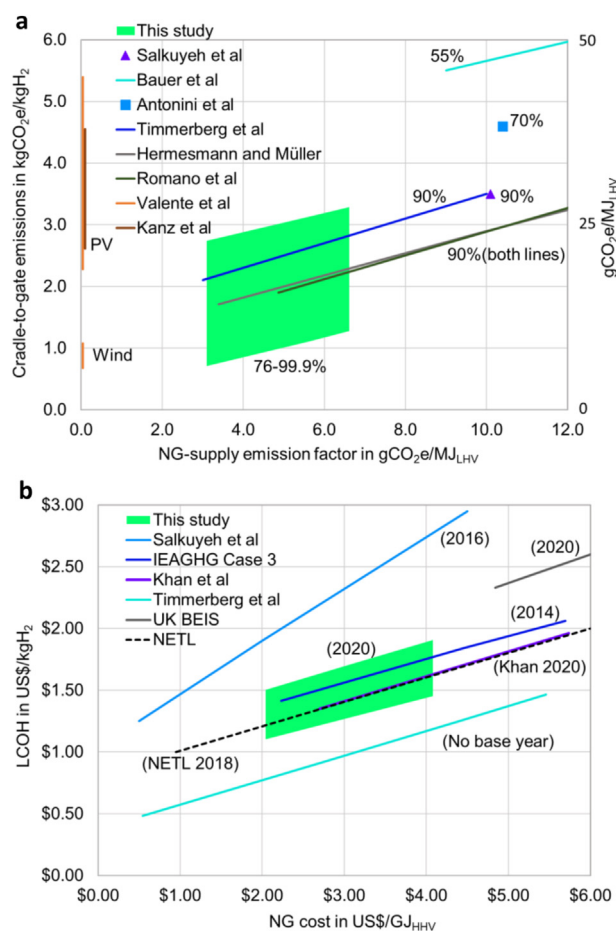 a
This study
Salkuyeh et al
Bauer et al
Antonini et al
Timmerberg et al
Hermesmann and Müller
Romano et al
Valente et al
Kanz et al
Cradle-to-gate emissions in kgCO2e/kgH2
6.0
5.0
4.0
3.0
2.0
1.0
0.0
55%
70%
90%
90%
90%(both lines)
76-99.9%
PV
Wind
50
25
0
gCO2e/MJLHV
0.0 2.0 4.0 6.0 8.0 10.0 12.0
NG-supply emission factor in gCO2e/MJLHV
b
This study
Salkuyeh et al
IEAGHG Case 3
Khan et al
Timmerberg et al
UK BEIS
NETL
LCOH in US$/kgH2
$3.00
$2.50
$2.00
$1.50
$1.00
$0.50
$0.00
(2016)
(2020)
(2014)
(2020)
(Khan 2020)
(NETL 2018)
(No base year)
$0.00 $1.00 $2.00 $3.00 $4.00 $5.00 $6.00
NG cost in US$/GJHHV